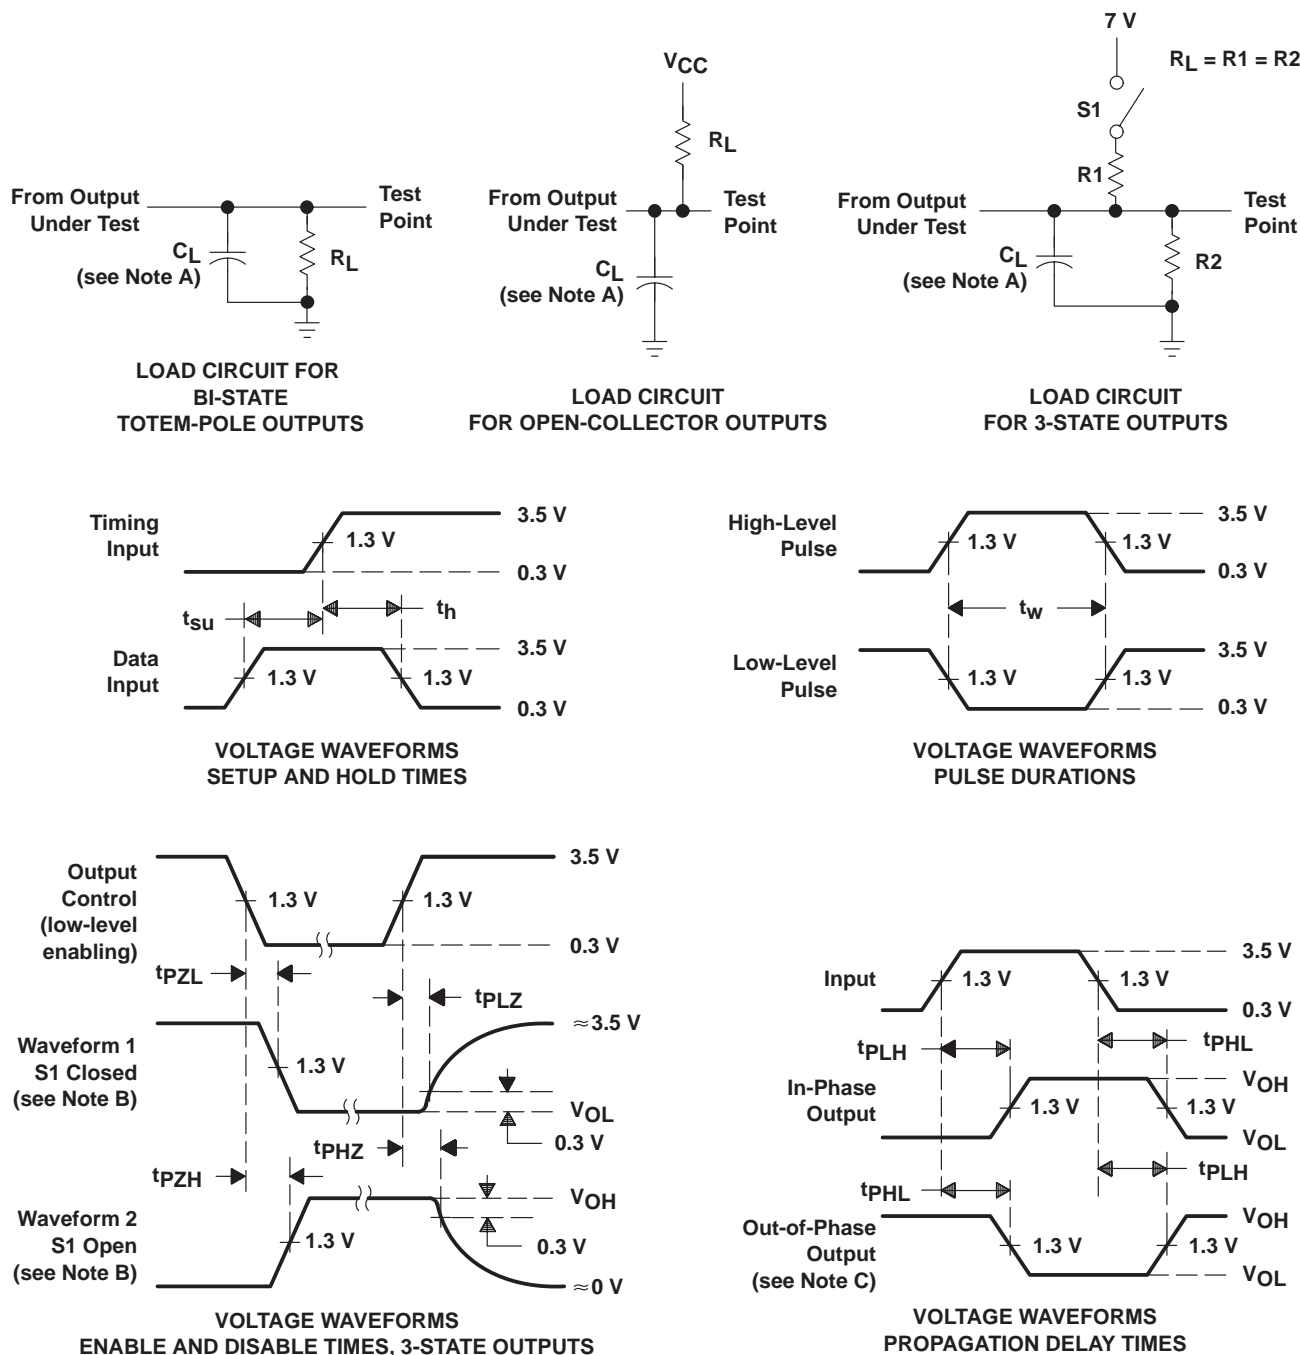 7 V
RL = R1 = R2
S1
R1
From Output
Under Test
Test
Point
CL
(see Note A)
R2
LOAD CIRCUIT
FOR 3-STATE OUTPUTS
VCC
RL
From Output
Under Test
Test
Point
CL
(see Note A)
LOAD CIRCUIT
FOR OPEN-COLLECTOR OUTPUTS
From Output
Under Test
Test
Point
CL
(see Note A)
RL
LOAD CIRCUIT FOR
BI-STATE
TOTEM-POLE OUTPUTS
Timing
Input
1.3 V
3.5 V
0.3 V
tsu
th
Data
Input
1.3 V
1.3 V
3.5 V
0.3 V
VOLTAGE WAVEFORMS
SETUP AND HOLD TIMES
High-Level
Pulse
1.3 V
1.3 V
3.5 V
0.3 V
tw
Low-Level
Pulse
1.3 V
1.3 V
3.5 V
0.3 V
VOLTAGE WAVEFORMS
PULSE DURATIONS
Output
Control
(low-level
enabling)
1.3 V
1.3 V
3.5 V
0.3 V
tPZL
tPLZ
Waveform 1
S1 Closed
(see Note B)
1.3 V
≈3.5 V
VOL
0.3 V
tPHZ
tPZH
Waveform 2
S1 Open
(see Note B)
1.3 V
VOH
0.3 V
≈0 V
VOLTAGE WAVEFORMS
ENABLE AND DISABLE TIMES, 3-STATE OUTPUTS
Input
1.3 V
1.3 V
3.5 V
0.3 V
tPLH
tPHL
In-Phase
Output
1.3 V
1.3 V
VOH
VOL
tPHL
tPLH
Out-of-Phase
Output
(see Note C)
1.3 V
1.3 V
VOH
VOL
VOLTAGE WAVEFORMS
PROPAGATION DELAY TIMES